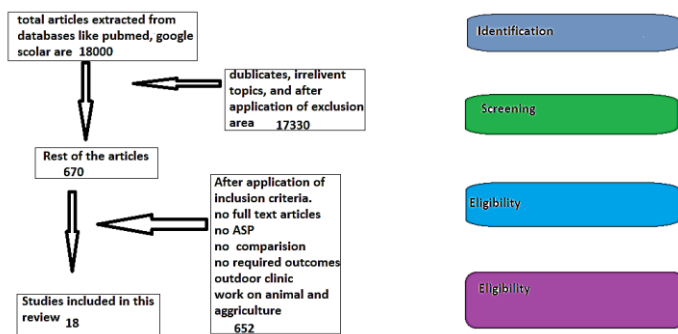 total articles extracted from
databases like pubmed, google
scolar are 18000
dublicates, irrelivent
topics, and after
application of exclusion
area 17330
Rest of the articles
670
After application of
inclusion criteria.
no full text articles
no ASP
no comparision
no required outcomes
outdoor clinic
work on animal and
aggriculture
652
Studies included in this
review 18
Identification
Screening
Eligibility
Eligibility